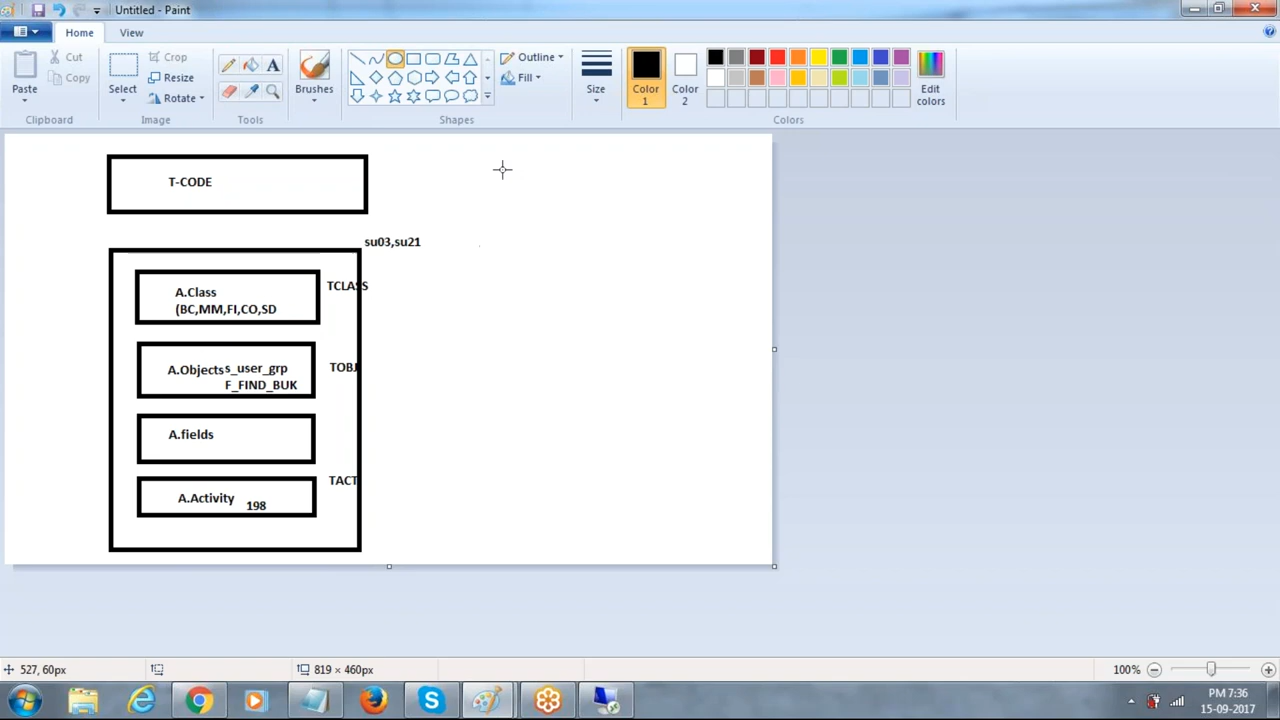 Untitled - Paint
Home
View
Paste
Cut
Copy
Clipboard
Select
Crop
Resize
Rotate
Image
Tools
Brushes
Shapes
Outline
Fill
Size
Color
1
Color
2
Edit
colors
Colors
T-CODE
su03,su21
A.Class
(BC,MM,FI,CO,SD
TCLASS
A.Objects s_user_grp
F_FIND_BUK
TOBJ
A.fields
TACT
A.Activity 198
527, 60px
819 × 460px
100%
PM 7:36
15-09-2017